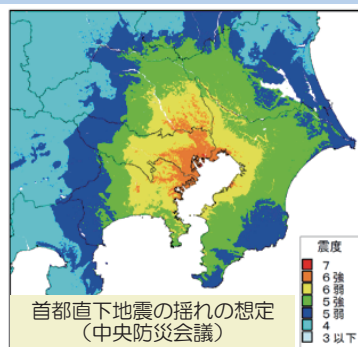 首都直下地震の揺れの想定
（中央防災会議）
震度
7
6強
6弱
5強
5弱
4
3以下